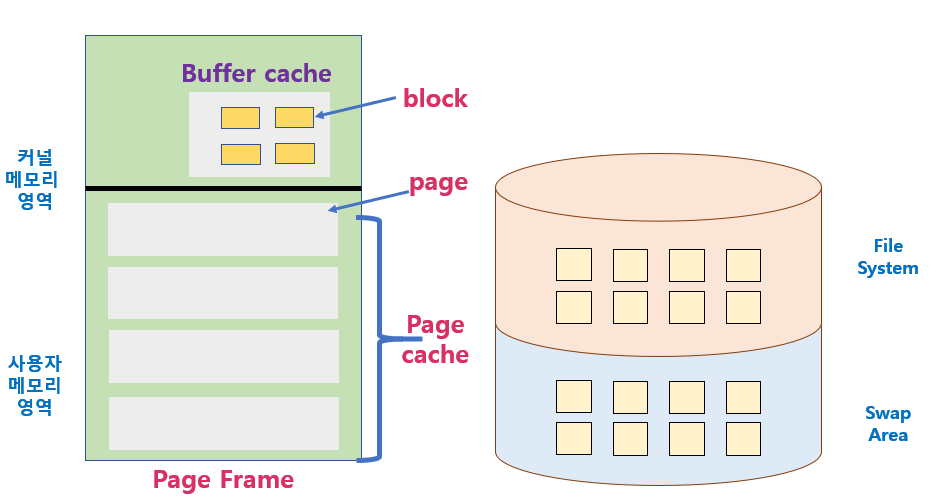 Buffer cache
block
커널
메모리
영역
page
Page
cache
사용자
메모리
영역
Page Frame
File
System
Swap
Area